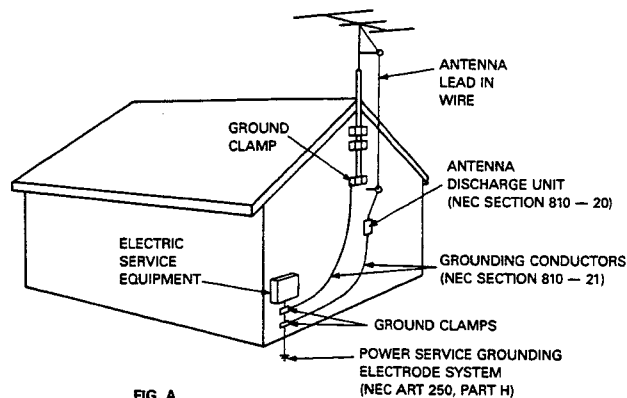 ANTENNA
LEAD IN
WIRE
GROUND
CLAMP
ANTENNA
DISCHARGE UNIT
(NEC SECTION 810 — 20)
ELECTRIC
SERVICE
EQUIPMENT
GROUNDING CONDUCTORS
(NEC SECTION 810 — 21)
GROUND CLAMPS
POWER SERVICE GROUNDING
ELECTRODE SYSTEM
(NEC ART 250, PART H)
FIG. A